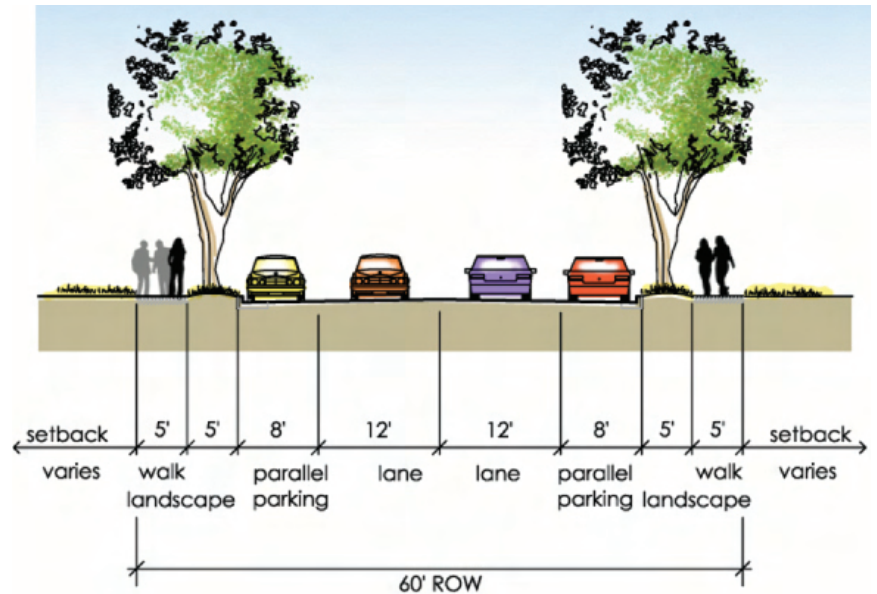 5' 5' 8' 12' 12' 8' 5' 5'
setback setback
varies walk parallel lane lane parallel walk varies
landscape parking parking landscape
60' ROW